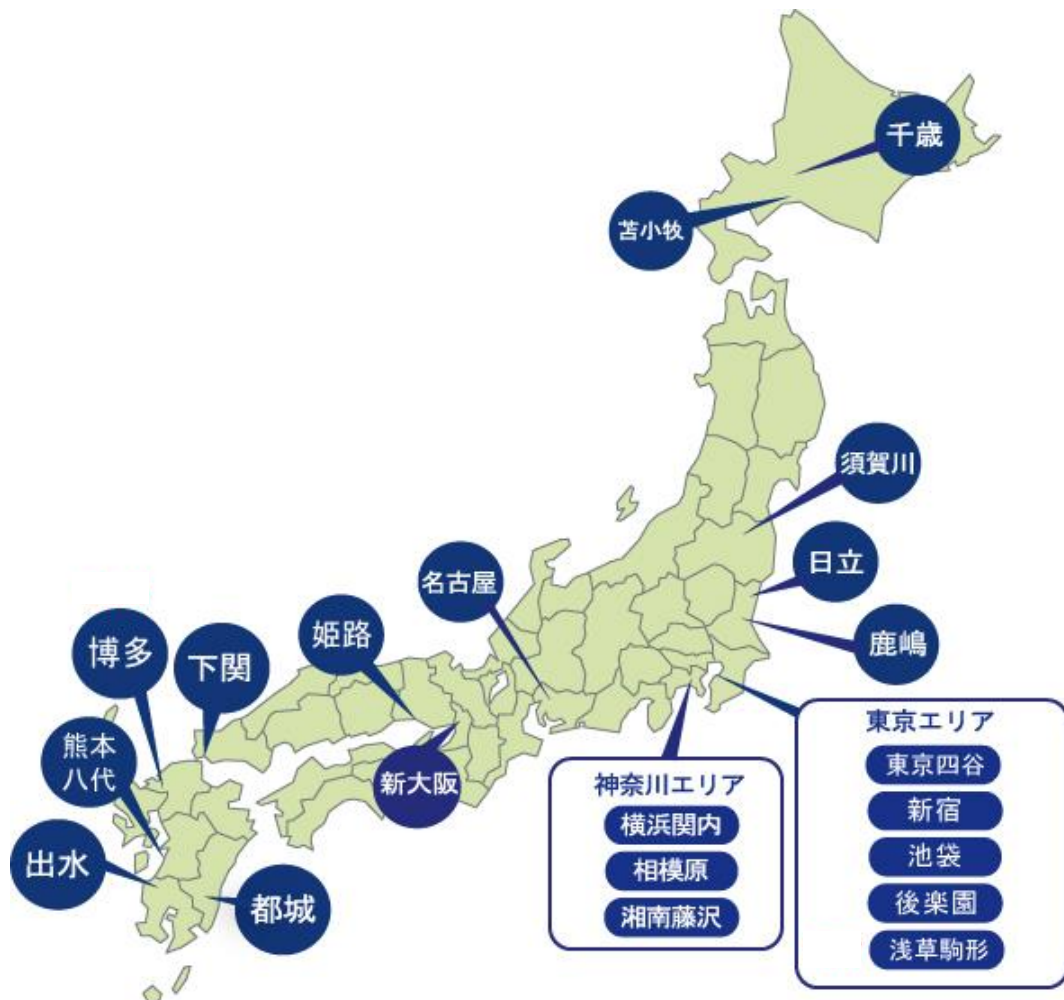 千歳
苫小牧
須賀川
日立
名古屋
鹿嶋
姫路
博多
下関
熊本
八代
新大阪
出水
都城
神奈川エリア
横浜関内
相模原
湘南藤沢
東京エリア
東京四谷
新宿
池袋
後楽園
浅草駒形